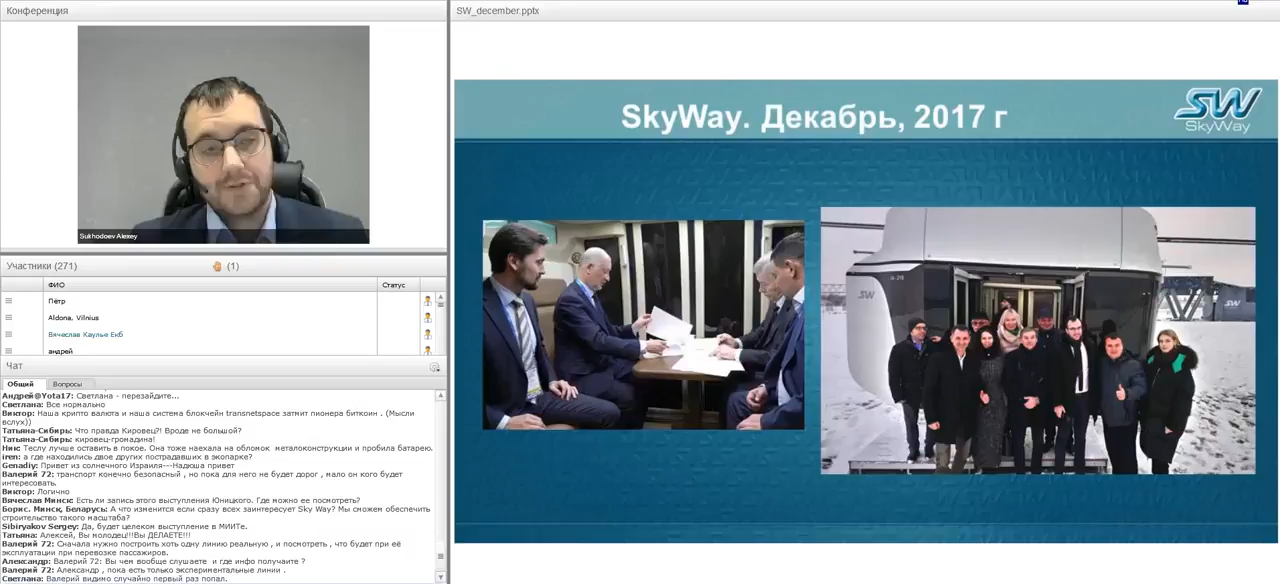 Конференция
Sukhodoev Alexey
Участники (271)
(1)
ФИО
Статус
Пётр
Aldona, Vilnius
Вячеслав Каулье Екб
андрей
Чат
Общий
Вопросы
Андрей@Yota17: Светлана - перезайдите...
Светлана: Все нормально
Виктор: Наша крипто валюта и наша система блокчейн transnetspace затмит пионера биткоин . (Мысли
вслух))
Татьяна-Сибирь: Что правда Кировец?! Вроде не большой?
Татьяна-Сибирь: кировец-громадина!
Ник: Теслу лучше оставить в покое. Она тоже наехала на обломок  металоконструкции и пробила батарею.
iren: а где находились двое других пострадавших в экопарке?
Genadiy: Привет из солнечного Израиля---Надюша привет
Валерий 72: транспорт конечно безопасный , но пока для него не будет дорог , мало он кого будет
интересовать.
Виктор: Логично
Вячеслав Минск: Есть ли запись этого выступления Юницкого. Где можно ее посмотреть?
Борис. Минск, Беларусь: А что изменится если сразу всех заинтересует Sky Way? Мы сможем обеспечить
строительство такого масштаба?
Sibiryakov Sergey: Да, будет целеком выступление в МИИТе.
Татьяна: Алексей, Вы молодец!!!Вы ДЕЛАЕТЕ!!!
Валерий 72: Сначала нужно построить хоть одну линию реальную , и посмотреть , что будет при её
эксплуатации при перевозке пассажиров.
Александр: Валерий 72: Вы чем вообще слушаете  и где инфо получаите ?
Валерий 72: Александр , пока есть только экспериментальные линии .
Светлана: Валерий видимо случайно первый раз попал.
SW_december.pptx
SkyWay. Декабрь, 2017 г
SW
SkyWay
SW
SW